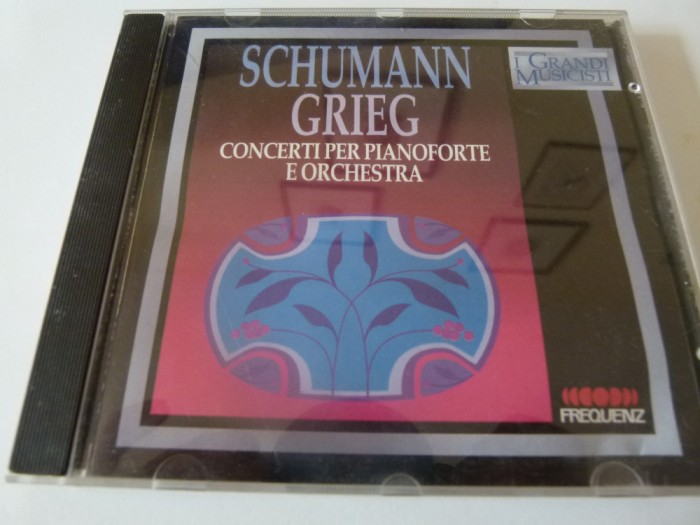 SCHUMANN
GRIEG
CONCERTI PER PIANOFORTE
E ORCHESTRA
I GRANDI
MUSICISTI
FREQUENZ